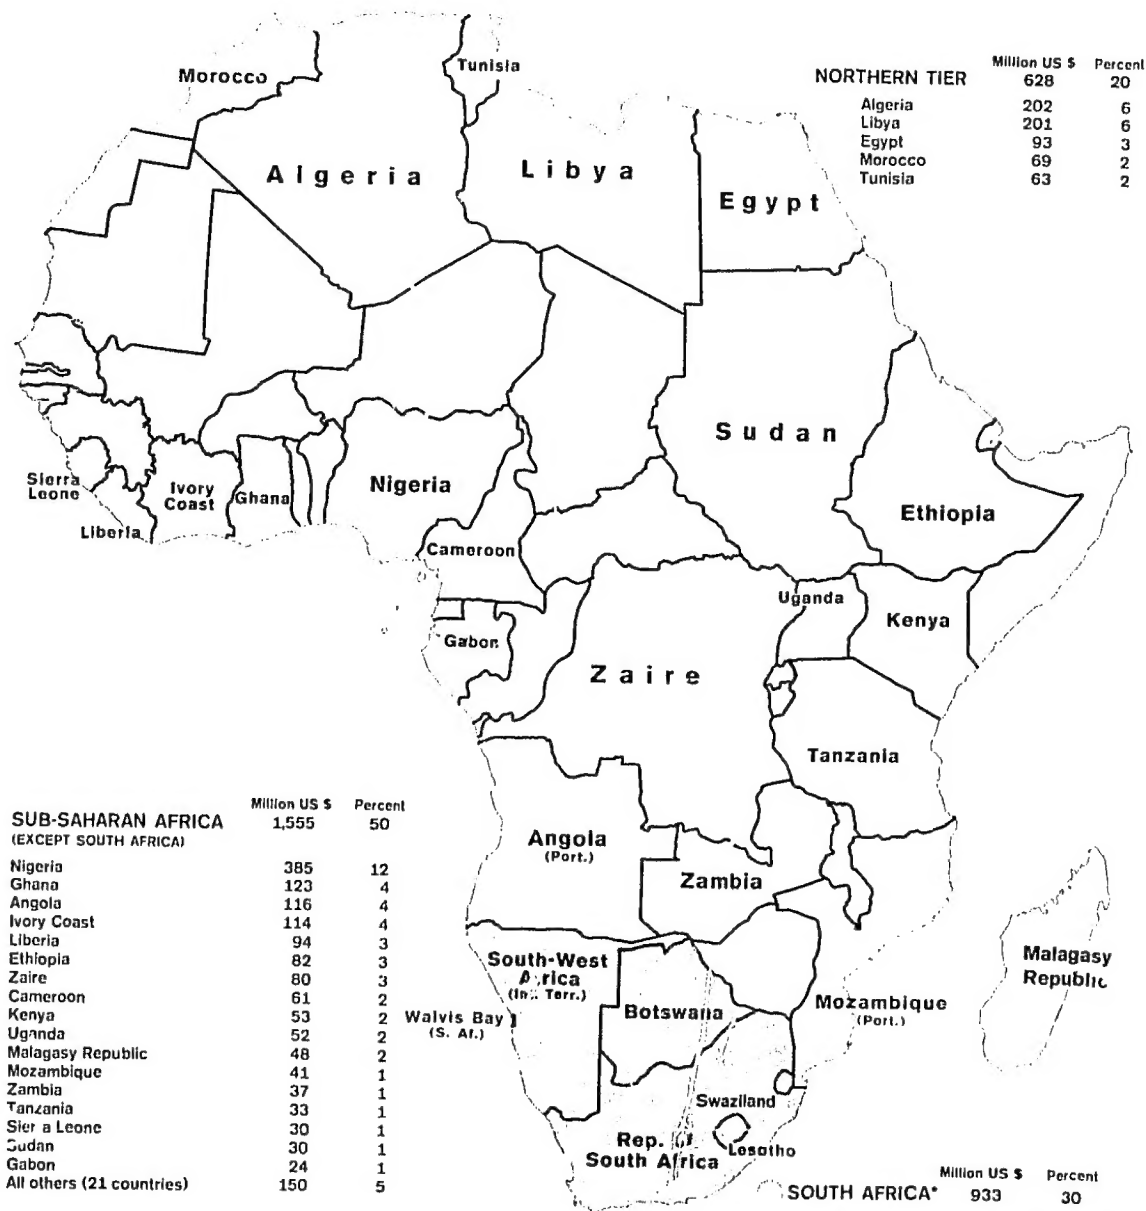 Million US $ Percent
NORTHERN TIER 628 20
Algeria 202 6
Libya 201 6
Egypt 93 3
Morocco 69 2
Tunisia 63 2
Morocco
Tunisia
Algeria
Libya
Egypt
Sudan
Sierra
Leone
Ivory
Coast
Ghana
Nigeria
Liberia
Ethiopia
Cameroon
Uganda
Kenya
Gabon
Zaire
Tanzania
Angola
(Port.)
Zambia
South-West
Africa
(Int. Terr.)
Walvis Bay
(S. Af.)
Botswana
Mozambique
(Port.)
Malagasy
Republic
Swaziland
Lesotho
Rep. of
South Africa
Million US $ Percent
SUB-SAHARAN AFRICA 1,555 50
(EXCEPT SOUTH AFRICA)
Nigeria 385 12
Ghana 123 4
Angola 116 4
Ivory Coast 114 4
Liberia 94 3
Ethiopia 82 3
Zaire 80 3
Cameroon 61 2
Kenya 53 2
Uganda 52 2
Malagasy Republic 48 2
Mozambique 41 1
Zambia 37 1
Tanzania 33 1
Sierra Leone 30 1
Sudan 30 1
Gabon 24 1
All others (21 countries) 150 5
Million US $ Percent
SOUTH AFRICA* 933 30